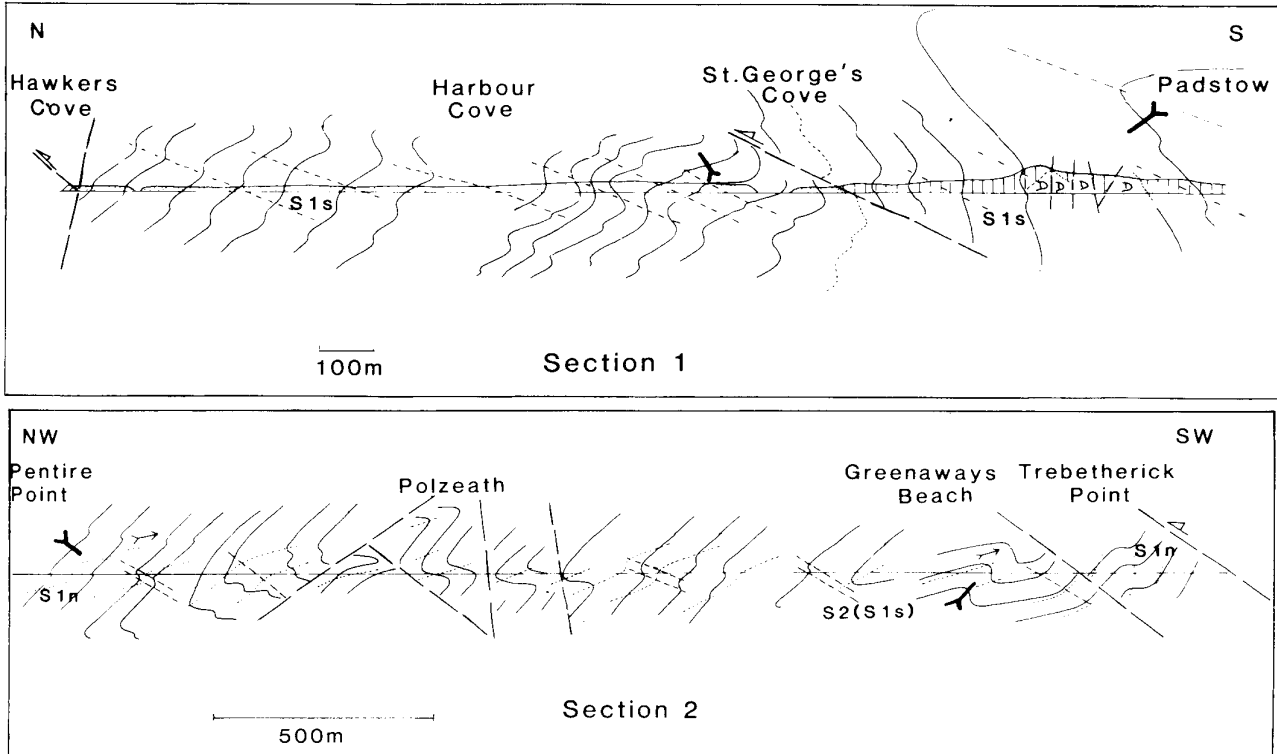 N
S
Hawkers
Cove
Harbour
Cove
St.George's
Cove
Padstow
S1s
S1s
D D D D
100m
Section 1
NW
SW
Pentire
Point
Polzeath
Greenaways
Beach
Trebetherick
Point
S1n
S1n
S2(S1s)
500m
Section 2